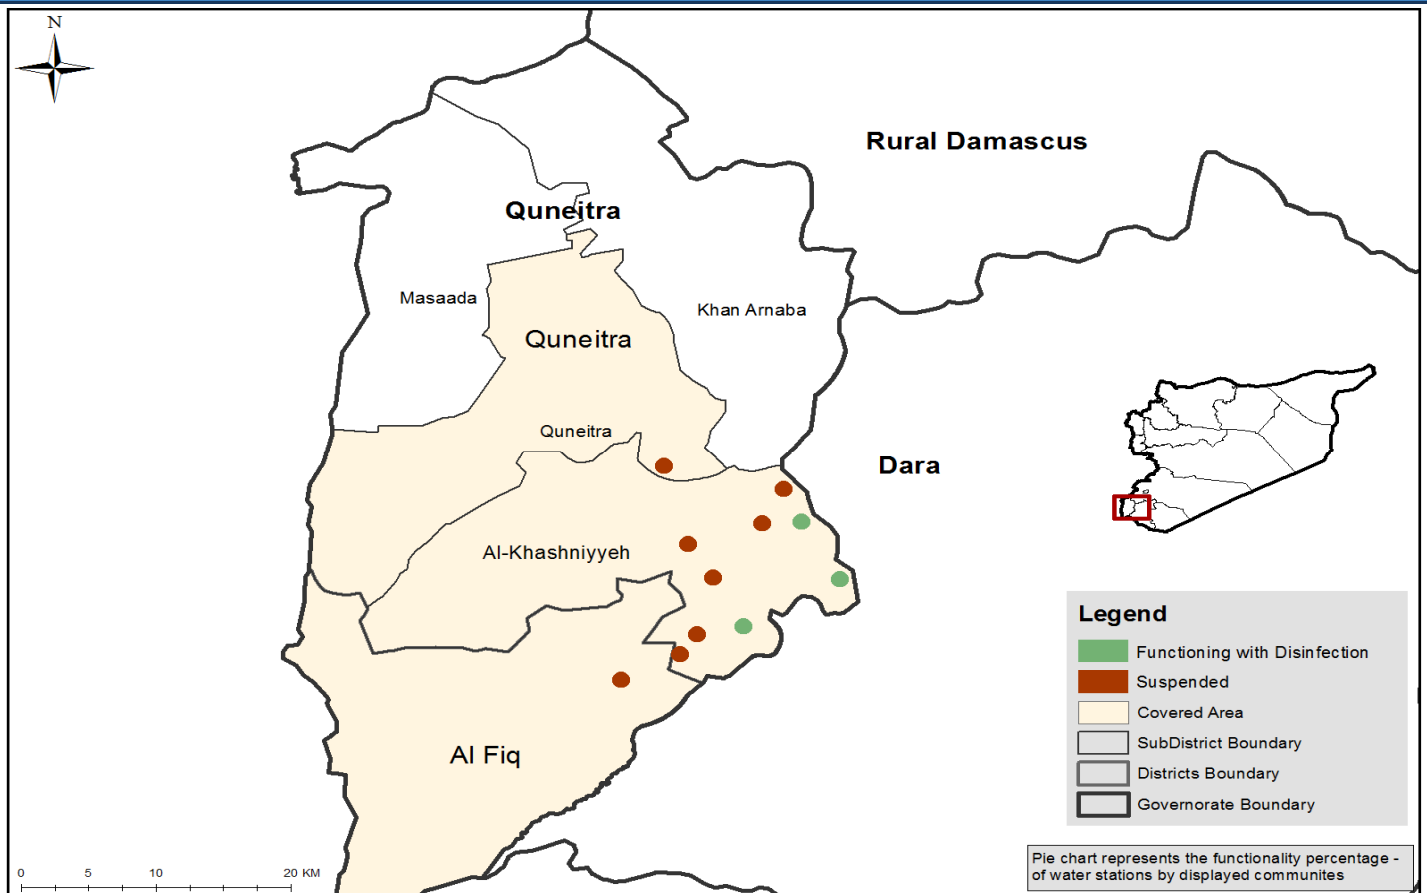 N
Rural Damascus
Quneitra
Masaada
Khan Arnaba
Quneitra
Quneitra
Dara
Al-Khashniyyeh
Al Fiq
Legend
Functioning with Disinfection
Suspended
Covered Area
SubDistrict Boundary
Districts Boundary
Governorate Boundary
Pie chart represents the functionality percentage -
of water stations by displayed communites
0 5 10 20 KM